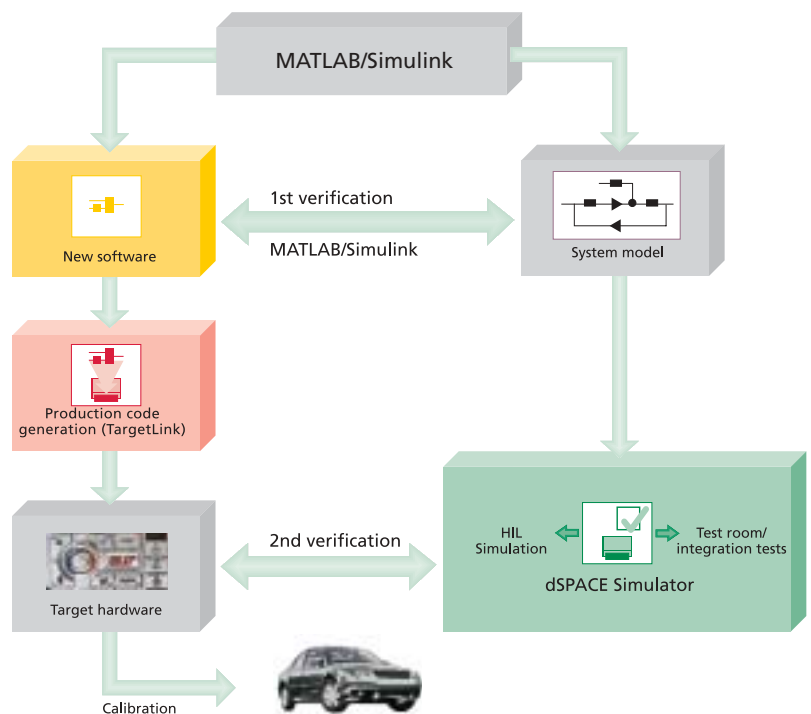 MATLAB/Simulink
New software
1st verification
MATLAB/Simulink
System model
Production code
generation (TargetLink)
Target hardware
2nd verification
HIL
Simulation
Test room/
integration tests
dSPACE Simulator
Calibration